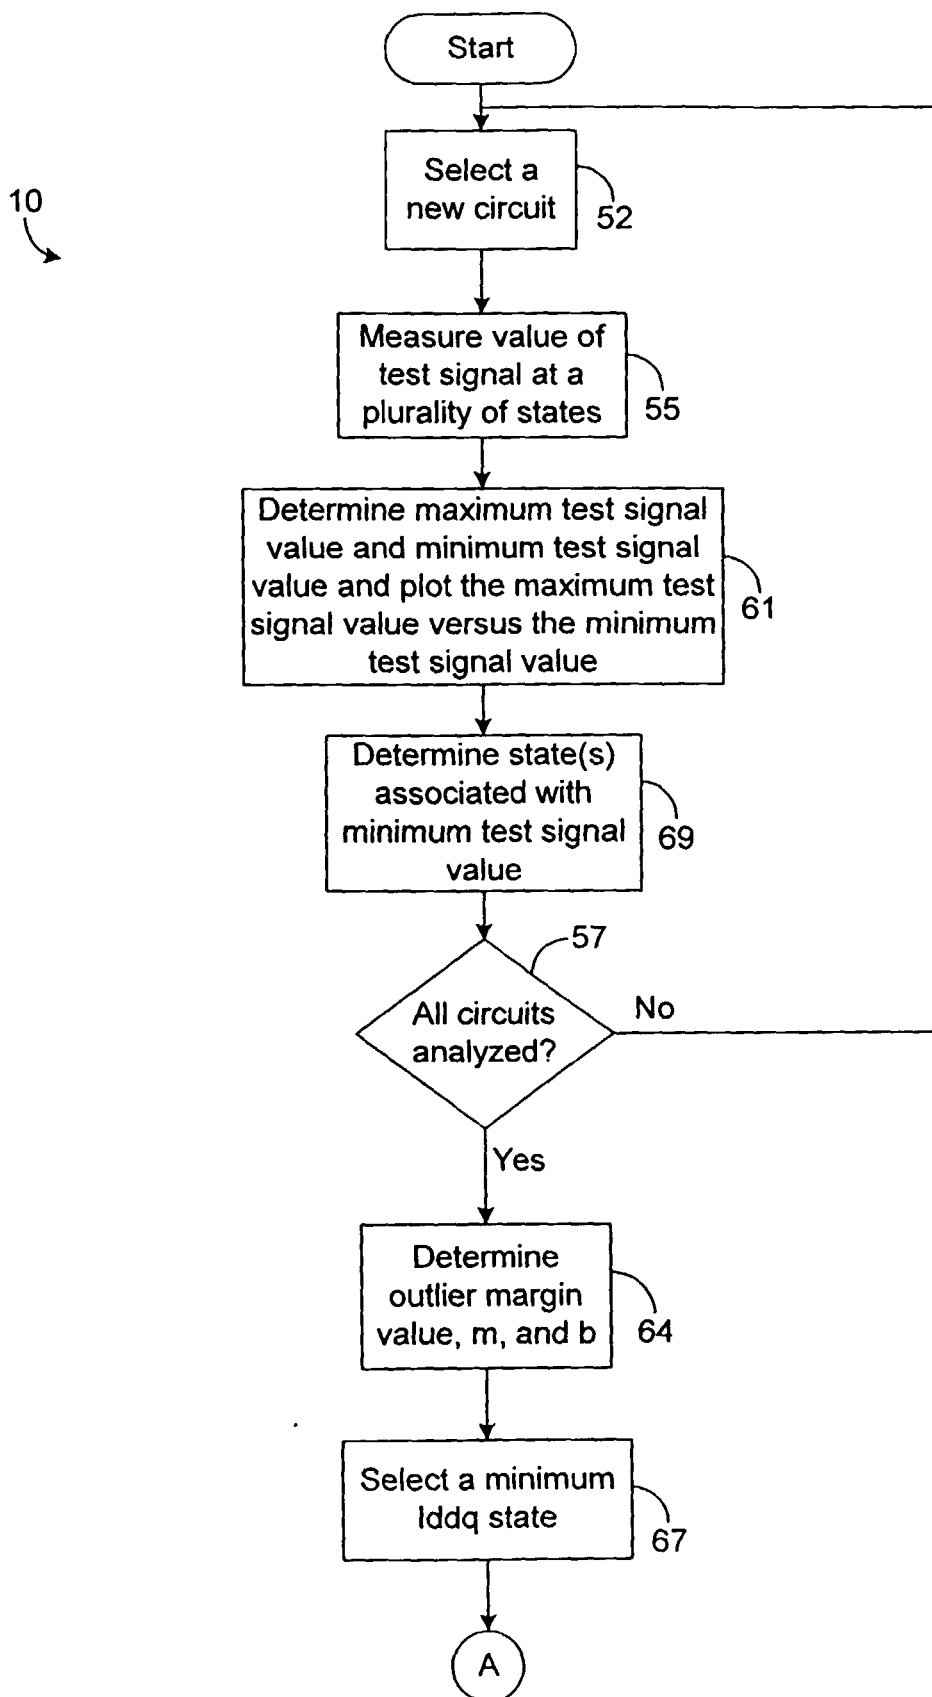 Start
10
Select a
new circuit
52
Measure value of
test signal at a
plurality of states
55
Determine maximum test signal
value and minimum test signal
value and plot the maximum test
signal value versus the minimum
test signal value
61
Determine state(s)
associated with
minimum test signal
value
69
57
All circuits
analyzed?
No
Yes
Determine
outlier margin
value, m, and b
64
Select a minimum
Iddq state
67
A